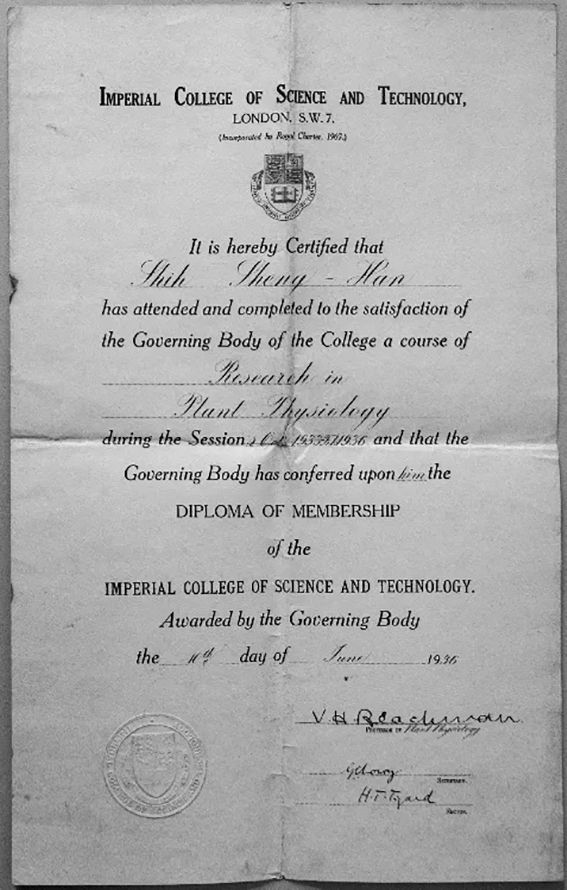 IMPERIAL COLLEGE OF SCIENCE AND TECHNOLOGY,
LONDON, S.W.7.
(Incorporated by Royal Charter, 1907.)
It is hereby Certified that
Shih Sheng - Han
has attended and completed to the satisfaction of
the Governing Body of the College a course of
Research in
Plant Physiology
during the Session and that the
Governing Body has conferred upon him the
DIPLOMA OF MEMBERSHIP
of the
IMPERIAL COLLEGE OF SCIENCE AND TECHNOLOGY.
Awarded by the Governing Body
the 10th day of June 1936
V H Blackman
PROFESSOR OF Plant Physiology
SECRETARY.
H.T. Tizard
RECTOR.